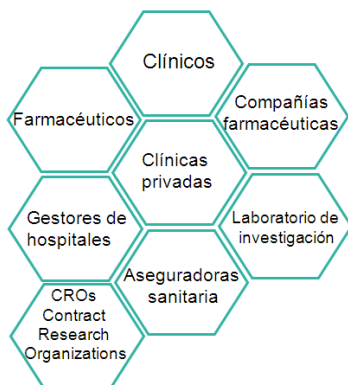 Clínicos
Farmacéuticos
Compañías
farmacéuticas
Clínicas
privadas
Gestores de
hospitales
Laboratorio de
investigación
Aseguradoras
sanitaria
CROs
Contract
Research
Organizations